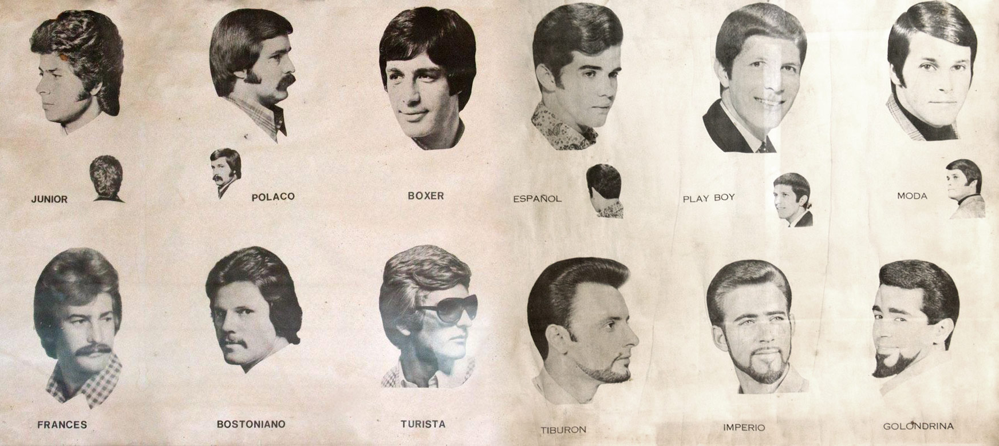 JUNIOR
POLACO
BOXER
ESPAÑOL
PLAY BOY
MODA
FRANCES
BOSTONIANO
TURISTA
TIBURON
IMPERIO
GOLONDRINA